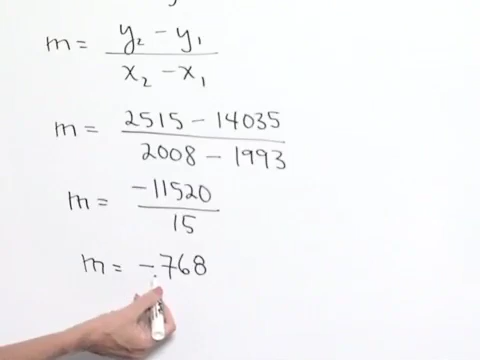 m = y₂ - y₁ / x₂ - x₁
m = 2515 - 14035 / 2008 - 1993
m = -11520 / 15
m = -768